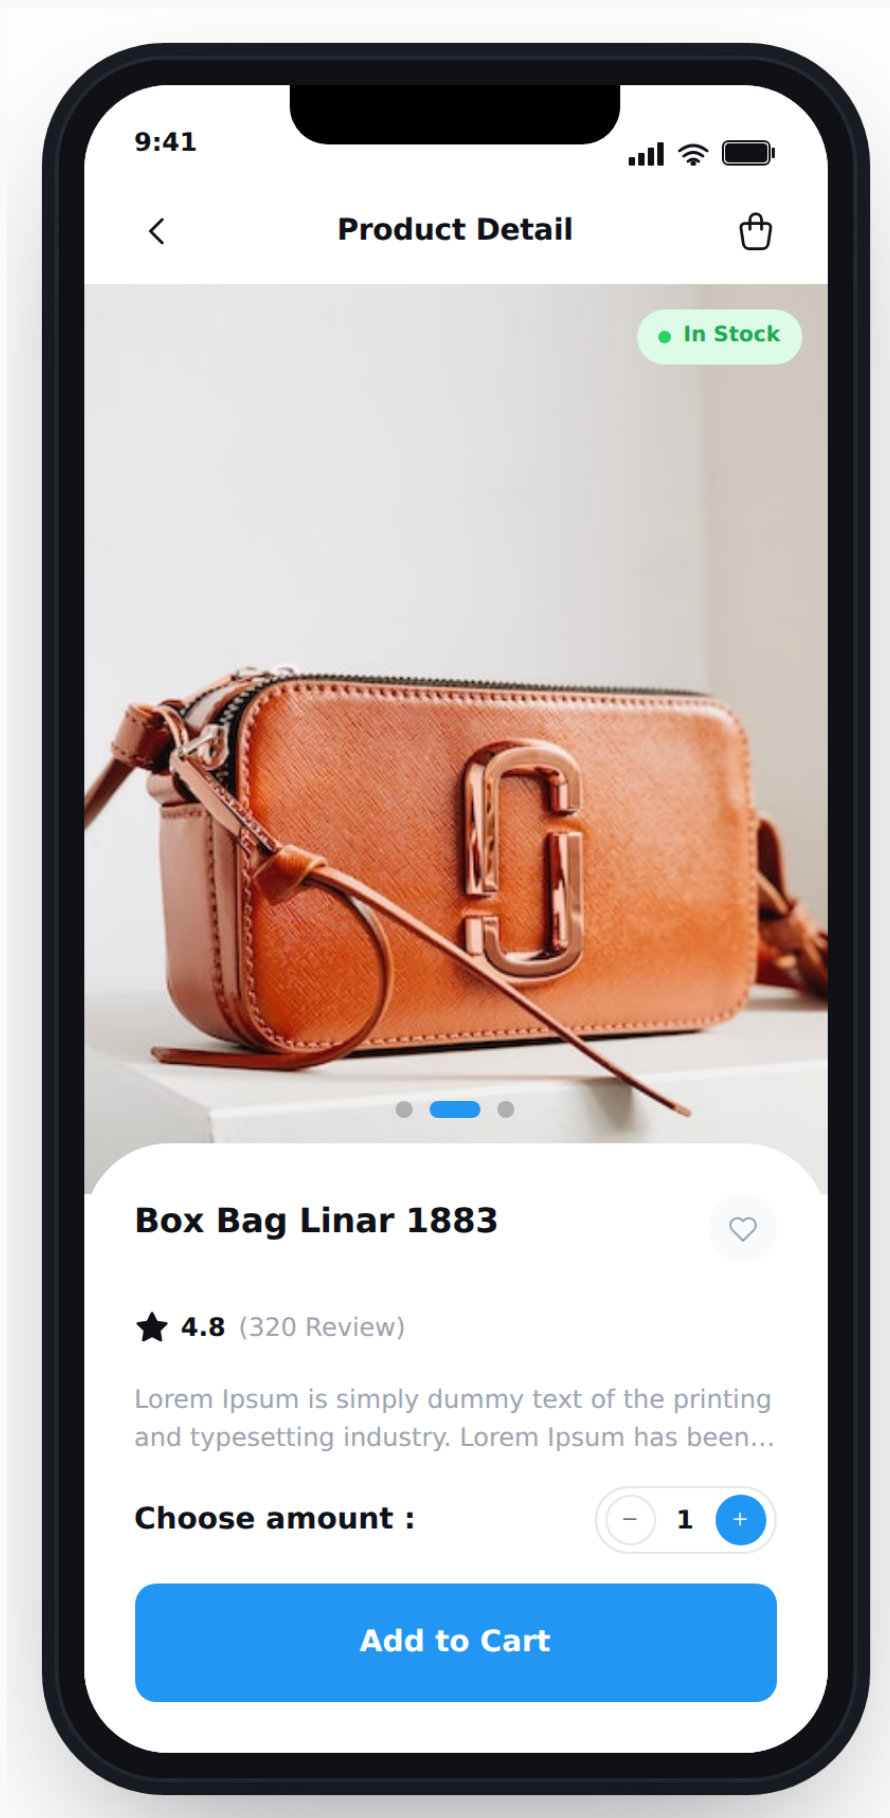 9:41
Product Detail
In Stock
Box Bag Linar 1883
4.8 (320 Review)
Lorem Ipsum is simply dummy text of the printing
and typesetting industry. Lorem Ipsum has been...
Choose amount :
− 1 +
Add to Cart